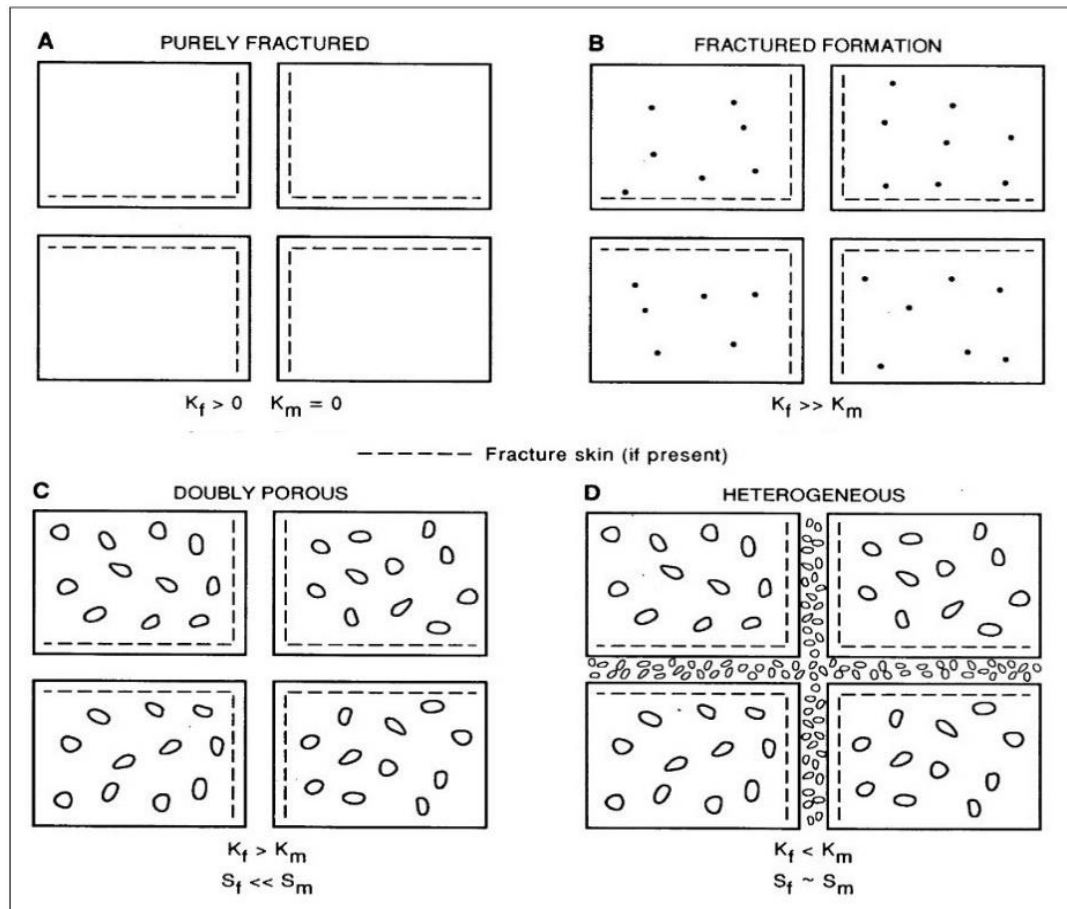 A PURELY FRACTURED
B FRACTURED FORMATION
K_f > 0 K_m = 0
K_f >> K_m
------ Fracture skin (if present)
C DOUBLY POROUS
D HETEROGENEOUS
K_f > K_m
S_f << S_m
K_f < K_m
S_f ~ S_m